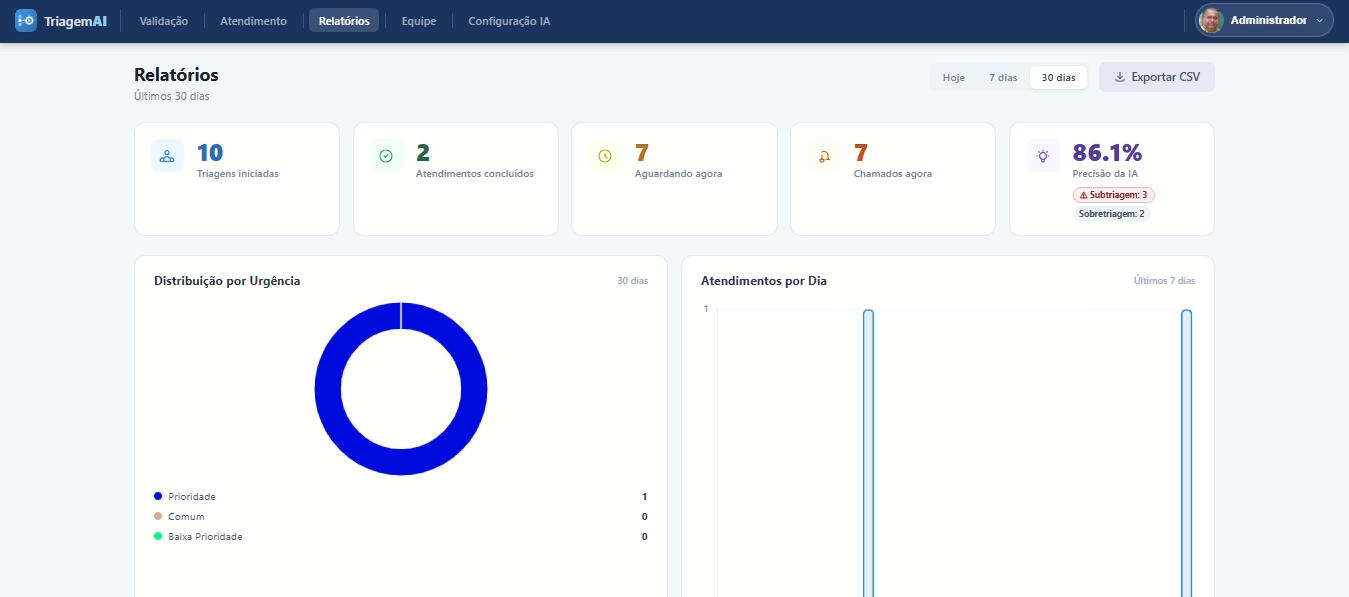 TriagemAI Validação Atendimento Relatórios Equipe Configuração IA Administrador
Relatórios
Últimos 30 dias
Hoje 7 dias 30 dias Exportar CSV
10
Triagens iniciadas
2
Atendimentos concluídos
7
Aguardando agora
7
Chamados agora
86.1%
Precisão da IA
Subtriagem: 3
Sobretriagem: 2
Distribuição por Urgência 30 dias
Prioridade 1
Comum 0
Baixa Prioridade 0
Atendimentos por Dia Últimos 7 dias
1